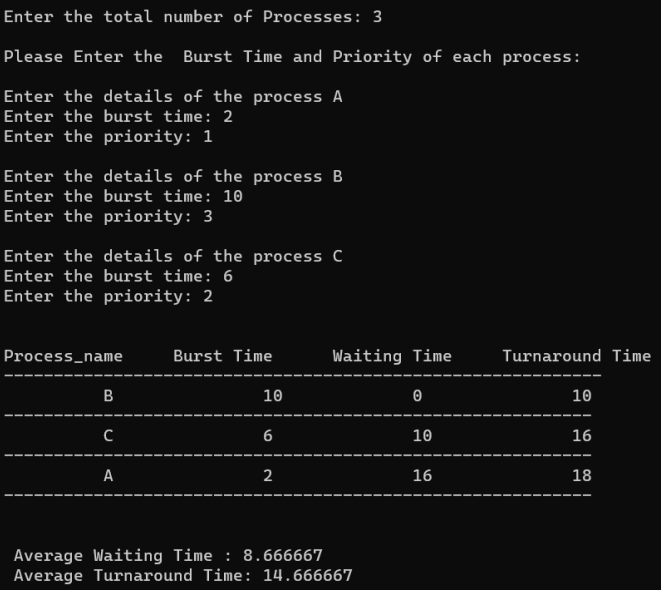 Enter the total number of Processes: 3
Please Enter the  Burst Time and Priority of each process:
Enter the details of the process A
Enter the burst time: 2
Enter the priority: 1
Enter the details of the process B
Enter the burst time: 10
Enter the priority: 3
Enter the details of the process C
Enter the burst time: 6
Enter the priority: 2
Process_name     Burst Time      Waiting Time     Turnaround Time
------------------------------------------------------------
          B               10             0               10
-----------------------------------------------------------
          C               6              10              16
-----------------------------------------------------------
          A               2              16              18
-----------------------------------------------------------
Average Waiting Time : 8.666667
Average Turnaround Time: 14.666667